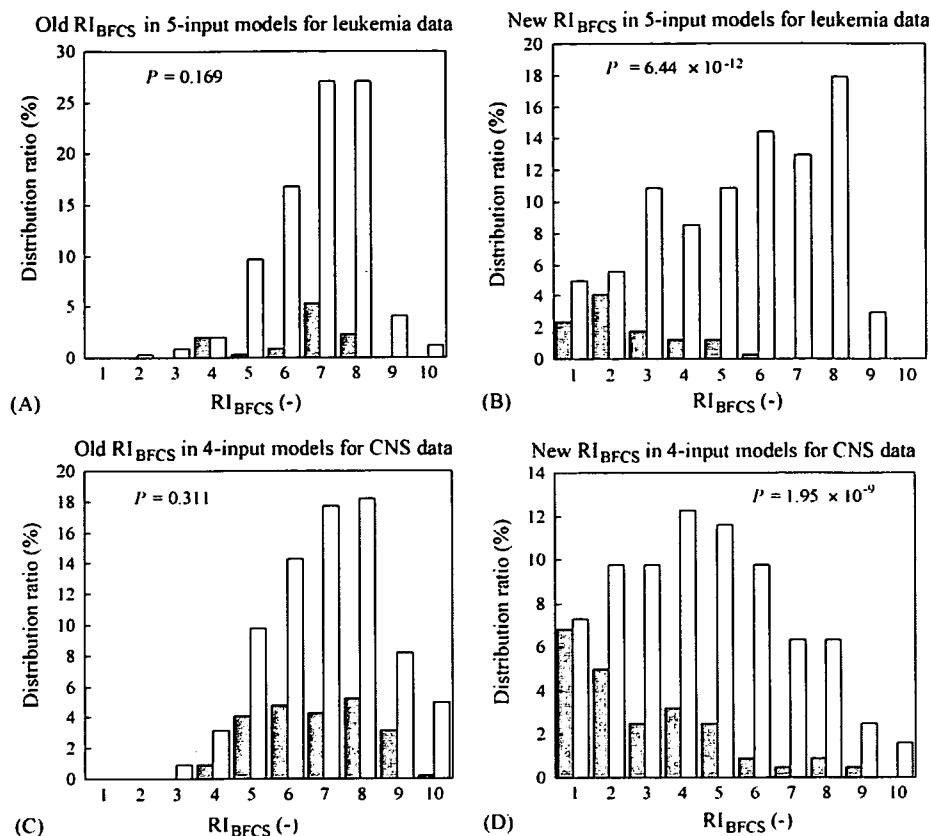 Old RI_BFCS in 5-input models for leukemia data
P = 0.169
30
25
20
15
10
5
0
Distribution ratio (%)
1 2 3 4 5 6 7 8 9 10
RI_BFCS (-)
(A)
New RI_BFCS in 5-input models for leukemia data
P = 6.44 × 10^-12
20
18
16
14
12
10
8
6
4
2
0
Distribution ratio (%)
1 2 3 4 5 6 7 8 9 10
RI_BFCS (-)
(B)
Old RI_BFCS in 4-input models for CNS data
P = 0.311
20
18
16
14
12
10
8
6
4
2
0
Distribution ratio (%)
1 2 3 4 5 6 7 8 9 10
RI_BFCS (-)
(C)
New RI_BFCS in 4-input models for CNS data
P = 1.95 × 10^-9
14
12
10
8
6
4
2
0
Distribution ratio (%)
1 2 3 4 5 6 7 8 9 10
RI_BFCS (-)
(D)